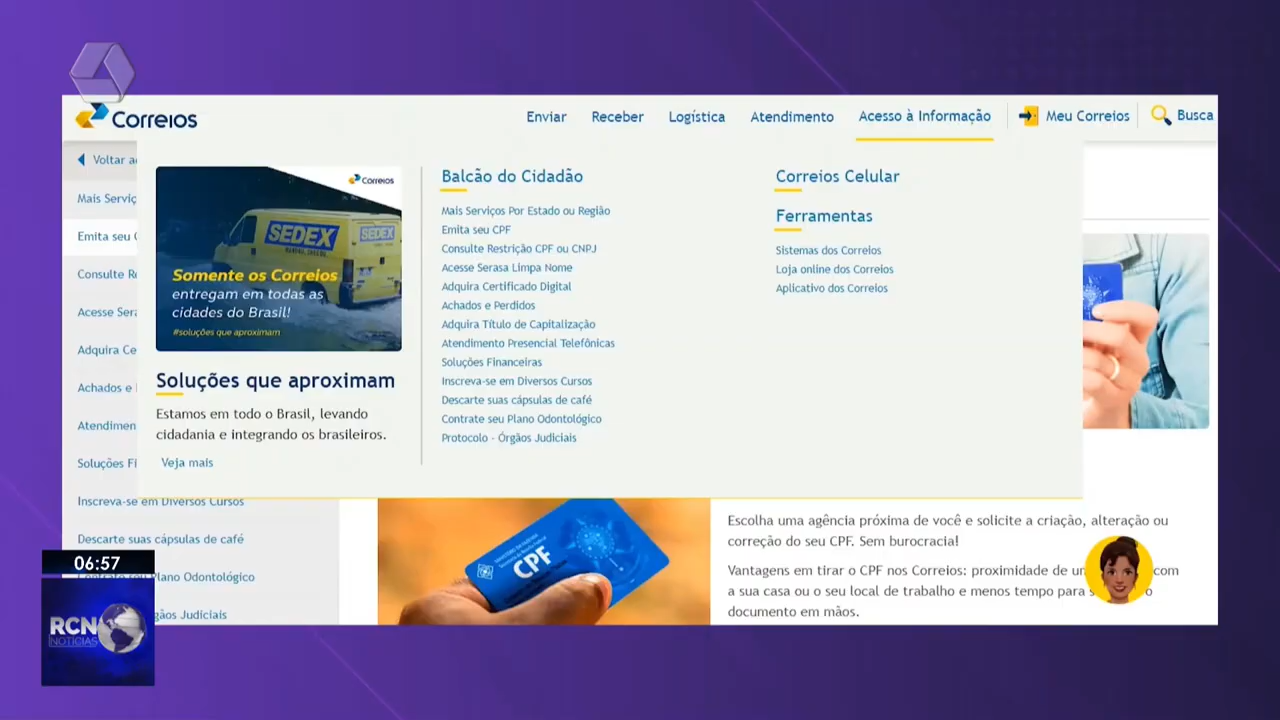 Correios
Enviar
Receber
Logística
Atendimento
Acesso à Informação
Meu Correios
Busca
Voltar
Mais Serviç
Emita seu
Consulte Re
Acesse Sera
Adquira Ce
Achados e
Atendimen
Soluções Fi
Inscreva-se em Diversos Cursos
Descarte suas cápsulas de café
Plano Odontológico
Judiciais
Correios
SEDEX
SEDEX
Somente os Correios
entregam em todas as
cidades do Brasil!
#soluções que aproximam
Soluções que aproximam
Estamos em todo o Brasil, levando
cidadania e integrando os brasileiros.
Veja mais
Balcão do Cidadão
Mais Serviços Por Estado ou Região
Emita seu CPF
Consulte Restrição CPF ou CNPJ
Acesse Serasa Limpa Nome
Adquira Certificado Digital
Achados e Perdidos
Adquira Título de Capitalização
Atendimento Presencial Telefônicas
Soluções Financeiras
Inscreva-se em Diversos Cursos
Descarte suas cápsulas de café
Contrate seu Plano Odontológico
Protocolo - Órgãos Judiciais
Correios Celular
Ferramentas
Sistemas dos Correios
Loja online dos Correios
Aplicativo dos Correios
CPF
Escolha uma agência próxima de você e solicite a criação, alteração ou
correção do seu CPF. Sem burocracia!
Vantagens em tirar o CPF nos Correios: proximidade de com
a sua casa ou o seu local de trabalho e menos tempo para o
documento em mãos.
06:57
RCN
NOTÍCIAS